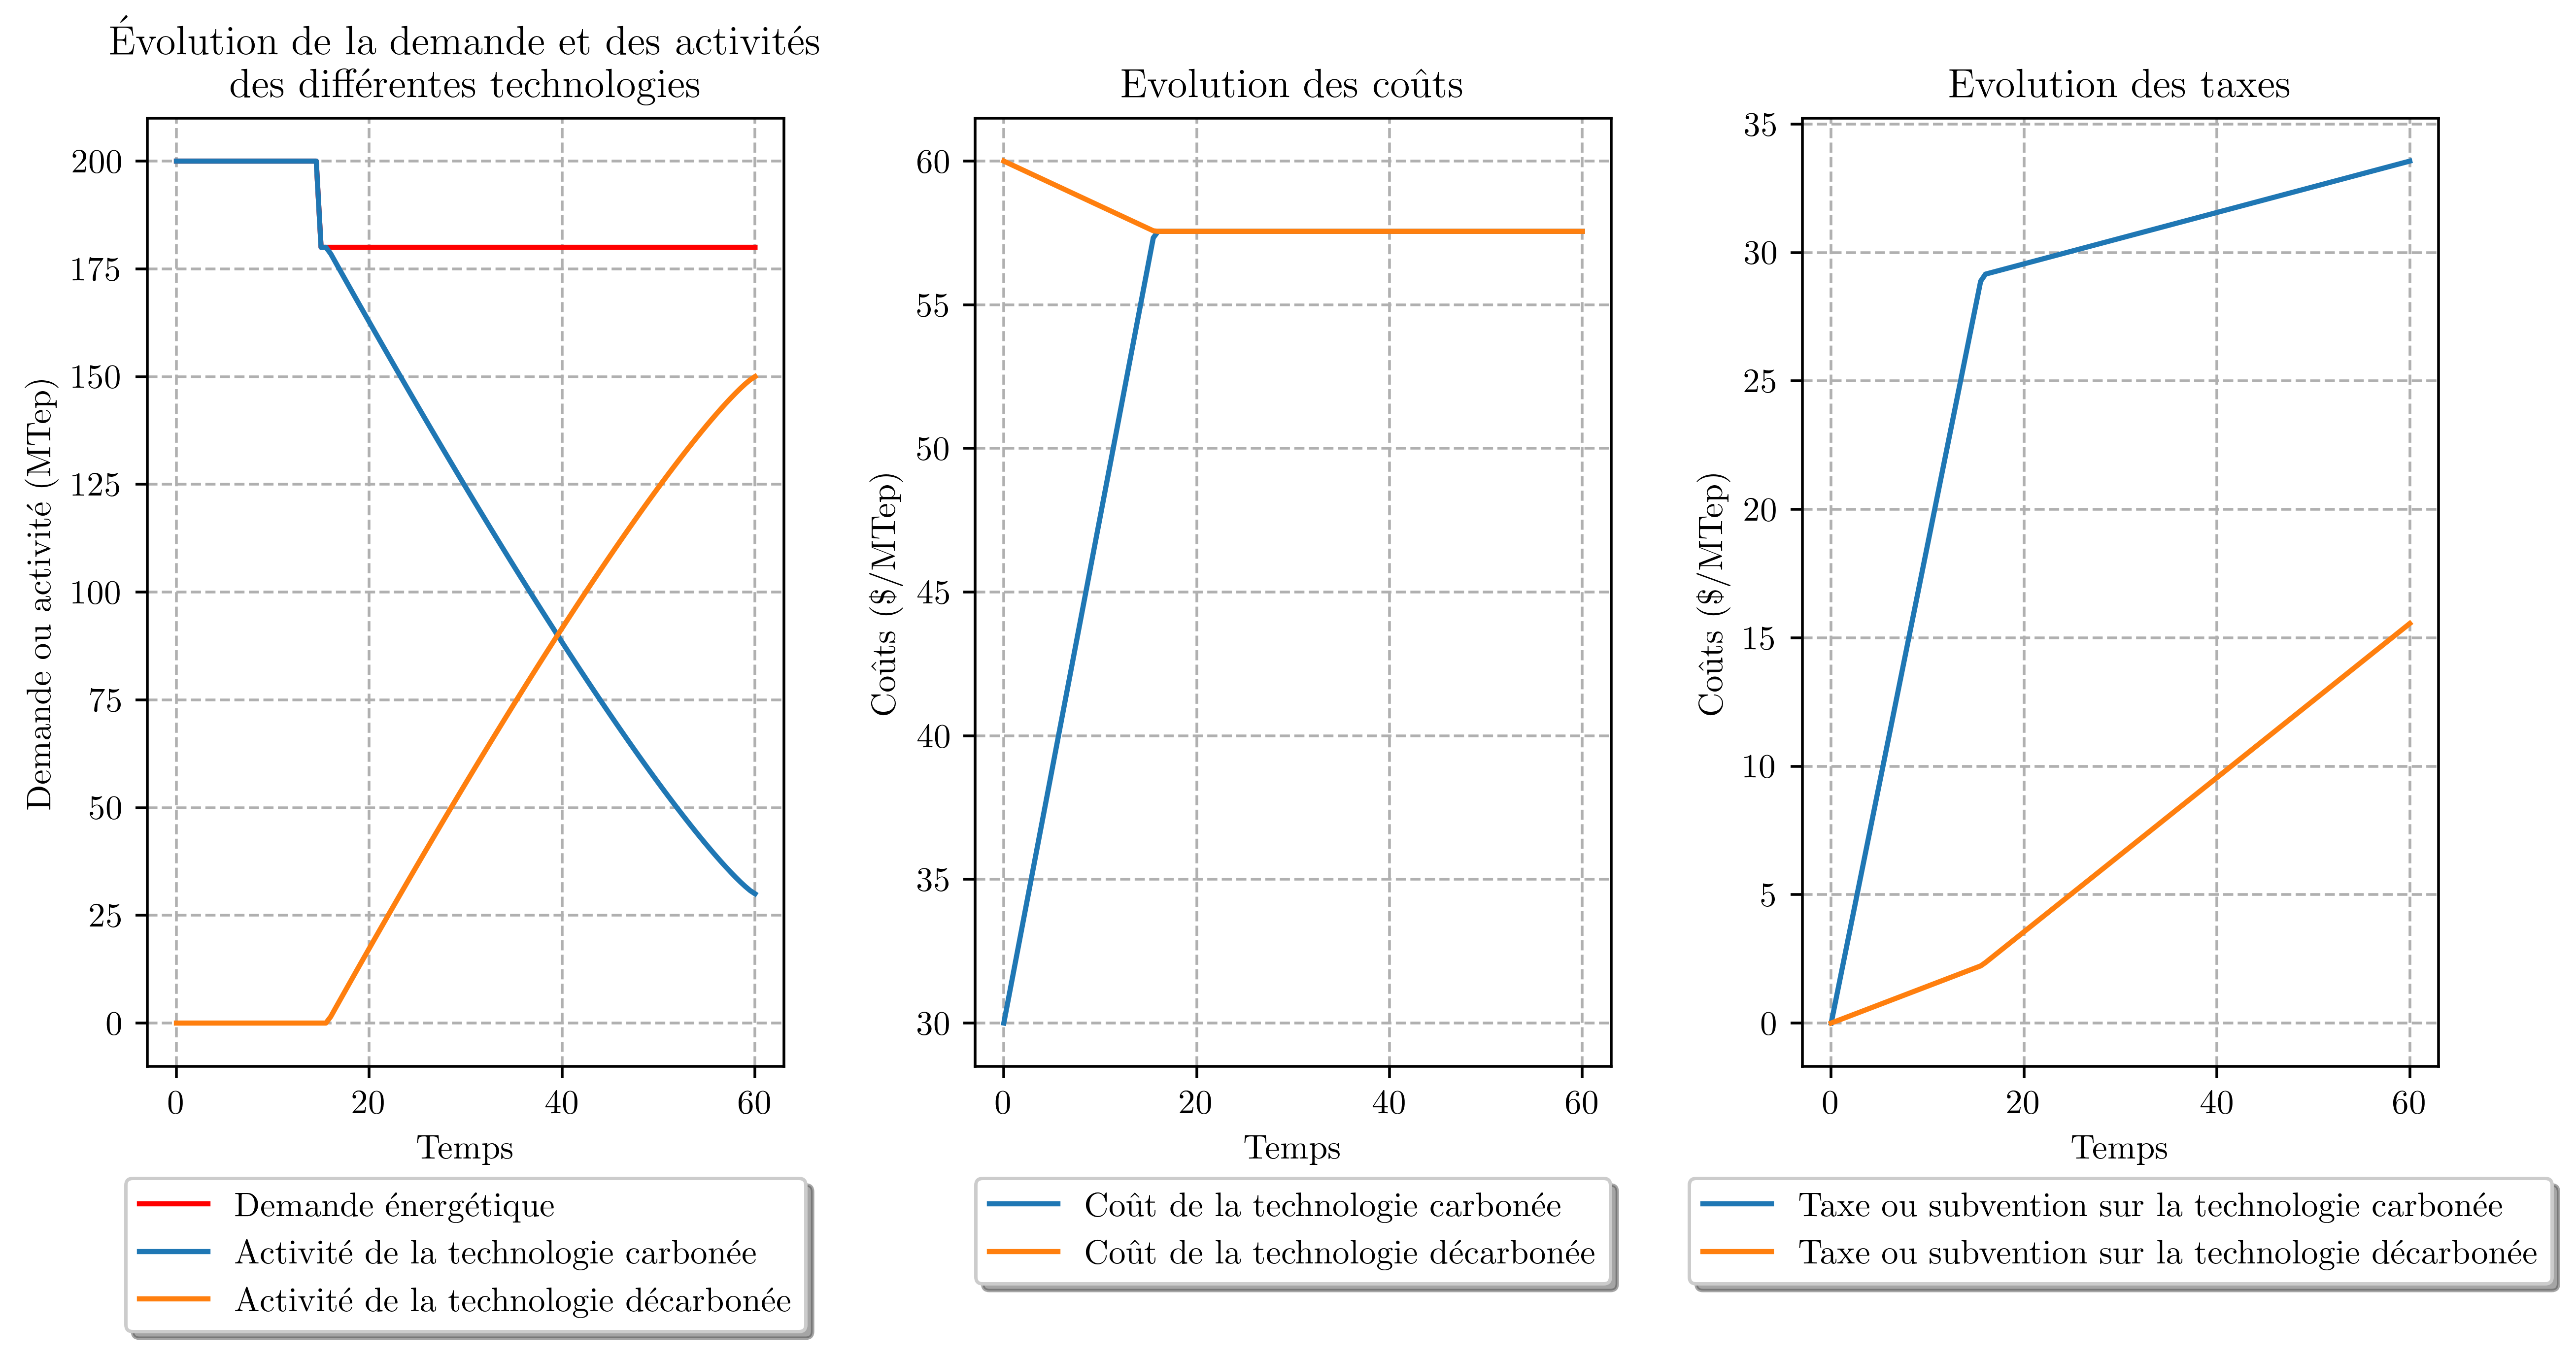 Évolution de la demande et des activités
des différentes technologies
200
175
150
125
100
75
50
25
0
Demande ou activité (MTep)
0 20 40 60
Temps
Demande énergétique
Activité de la technologie carbonée
Activité de la technologie décarbonée
Evolution des coûts
60
55
50
45
40
35
30
Coûts ($/MTep)
0 20 40 60
Temps
Coût de la technologie carbonée
Coût de la technologie décarbonée
Evolution des taxes
35
30
25
20
15
10
5
0
Coûts ($/MTep)
0 20 40 60
Temps
Taxe ou subvention sur la technologie carbonée
Taxe ou subvention sur la technologie décarbonée